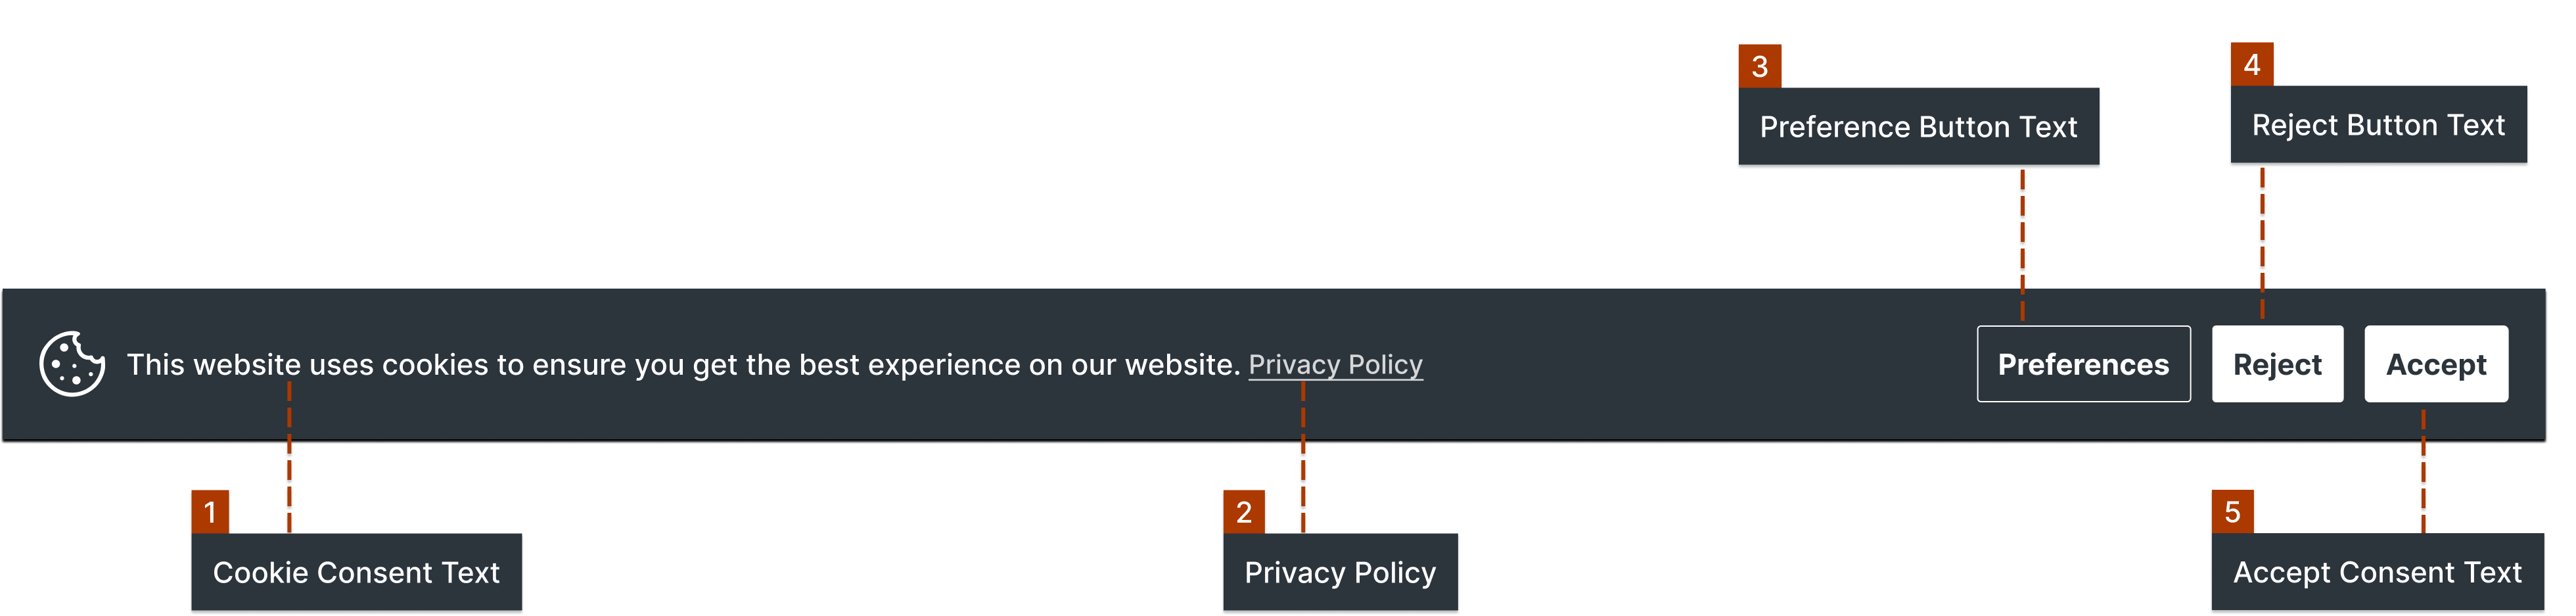 3
Preference Button Text
4
Reject Button Text
This website uses cookies to ensure you get the best experience on our website. Privacy Policy
Preferences
Reject
Accept
1
Cookie Consent Text
2
Privacy Policy
5
Accept Consent Text